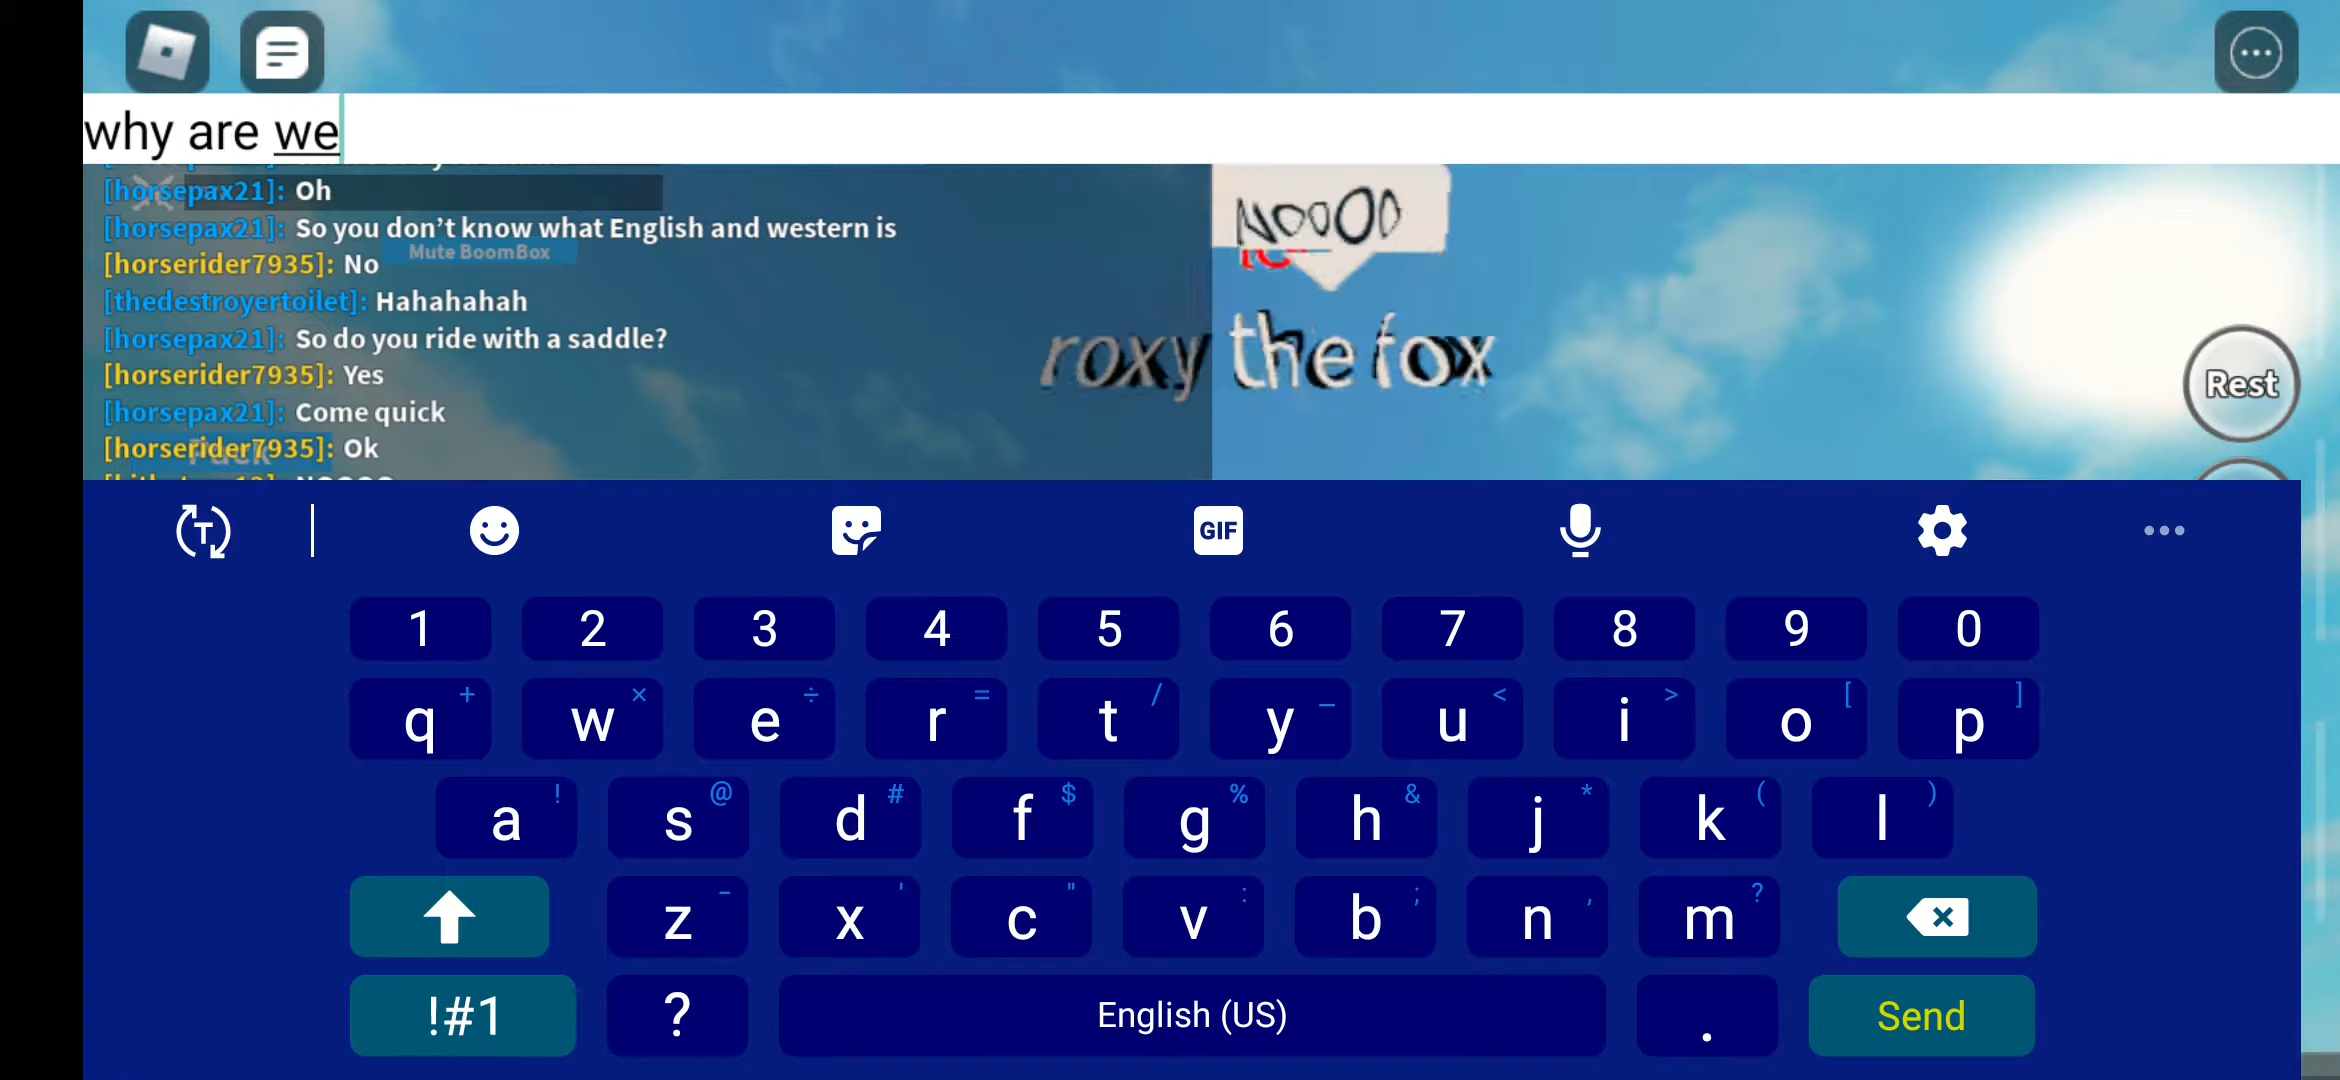 why are we
[horsepax21]: Oh
[horsepax21]: So you don't know what English and western is
Mute BoomBox
[horserider7935]: No
[thedestroyertoilet]: Hahahahah
[horsepax21]: So do you ride with a saddle?
[horserider7935]: Yes
[horsepax21]: Come quick
[horserider7935]: Ok
NOoOO
roxy the fox
Rest
T
GIF
1 2 3 4 5 6 7 8 9 0
q + w × e ÷ r = t / y _ u < i > o [ p ]
a ! s @ d # f $ g % h & j * k ( l )
z - x ' c " v : b ; n , m ?
!#1 ? English (US) . Send